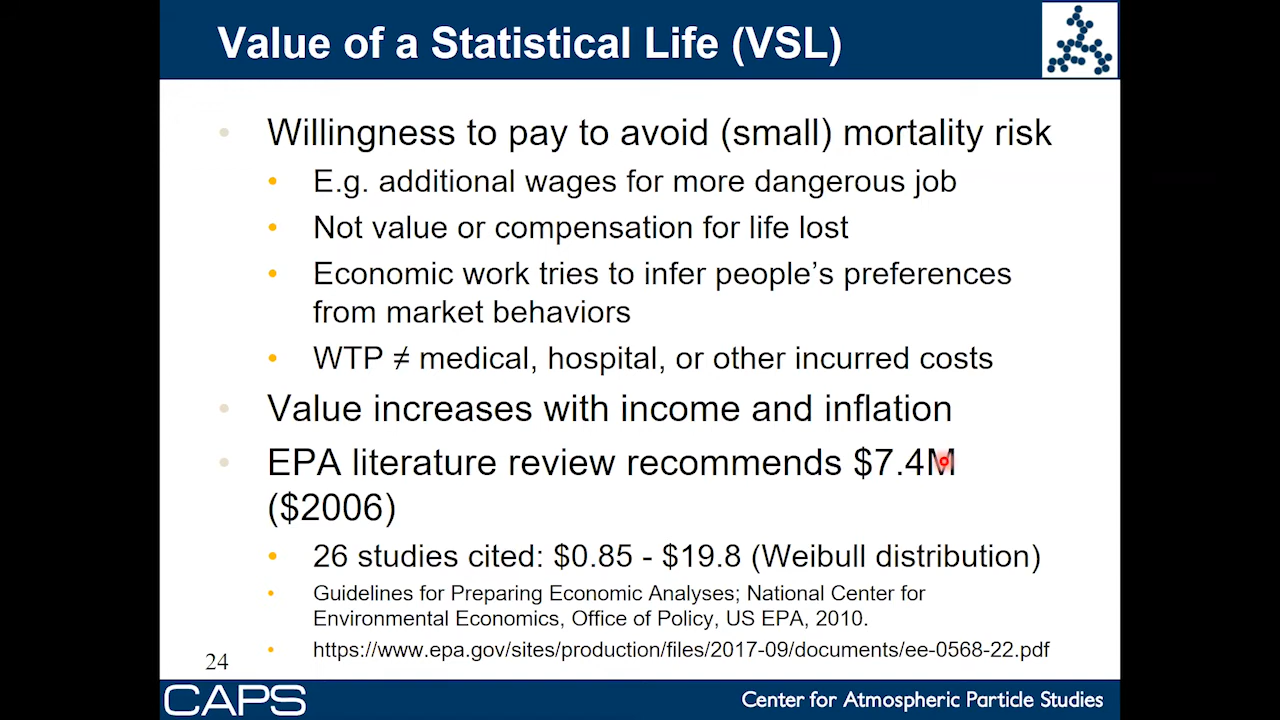 Value of a Statistical Life (VSL)
Willingness to pay to avoid (small) mortality risk
E.g. additional wages for more dangerous job
Not value or compensation for life lost
Economic work tries to infer people’s preferences
from market behaviors
WTP ≠ medical, hospital, or other incurred costs
Value increases with income and inflation
EPA literature review recommends $7.4M
($2006)
26 studies cited: $0.85 - $19.8 (Weibull distribution)
Guidelines for Preparing Economic Analyses; National Center for
Environmental Economics, Office of Policy, US EPA, 2010.
https://www.epa.gov/sites/production/files/2017-09/documents/ee-0568-22.pdf
24
CAPS
Center for Atmospheric Particle Studies